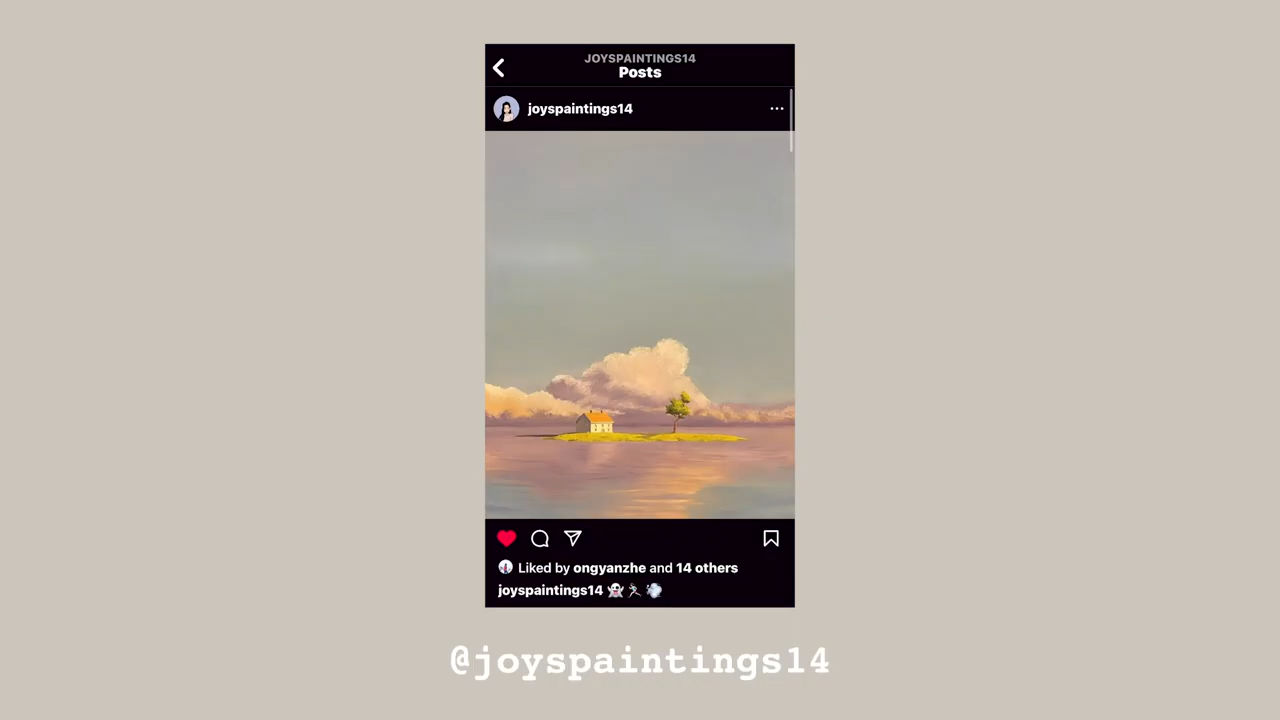 JOYSPAINTINGS14
Posts
joyspaintings14
Liked by ongyanzhe and 14 others
joyspaintings14 👻🏃💨
@joyspaintings14